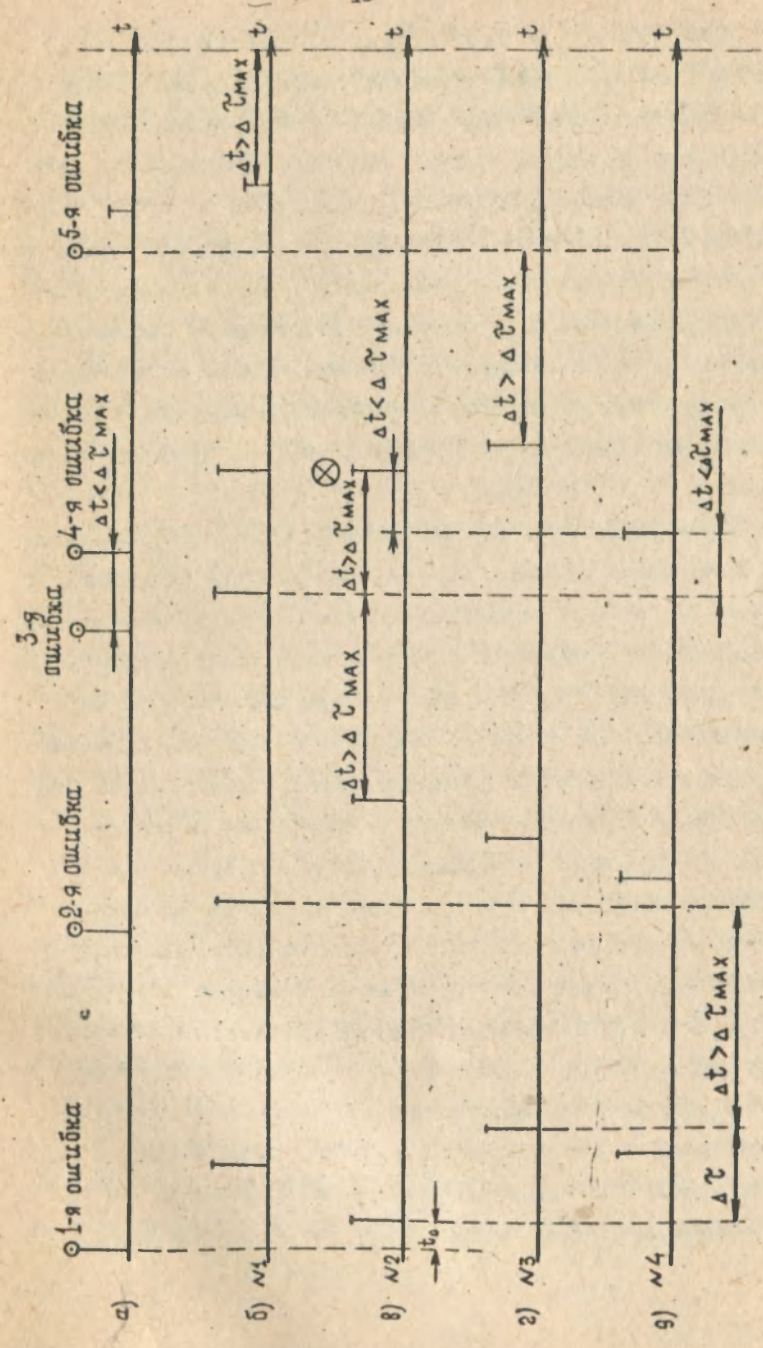 1-я ошибка
2-я ошибка
3-я
ошибка
4-я ошибка
5-я ошибка
Δt<Δτ MAX
а)
t
б) N1
t
Δt>Δτ MAX
в) N2
t
t₀
Δt>Δτ MAX
Δt>Δτ MAX
Δt<Δτ MAX
г) N3
t
Δt>Δτ MAX
д) N4
t
Δτ
Δt>Δτ MAX
Δt<Δτ MAX